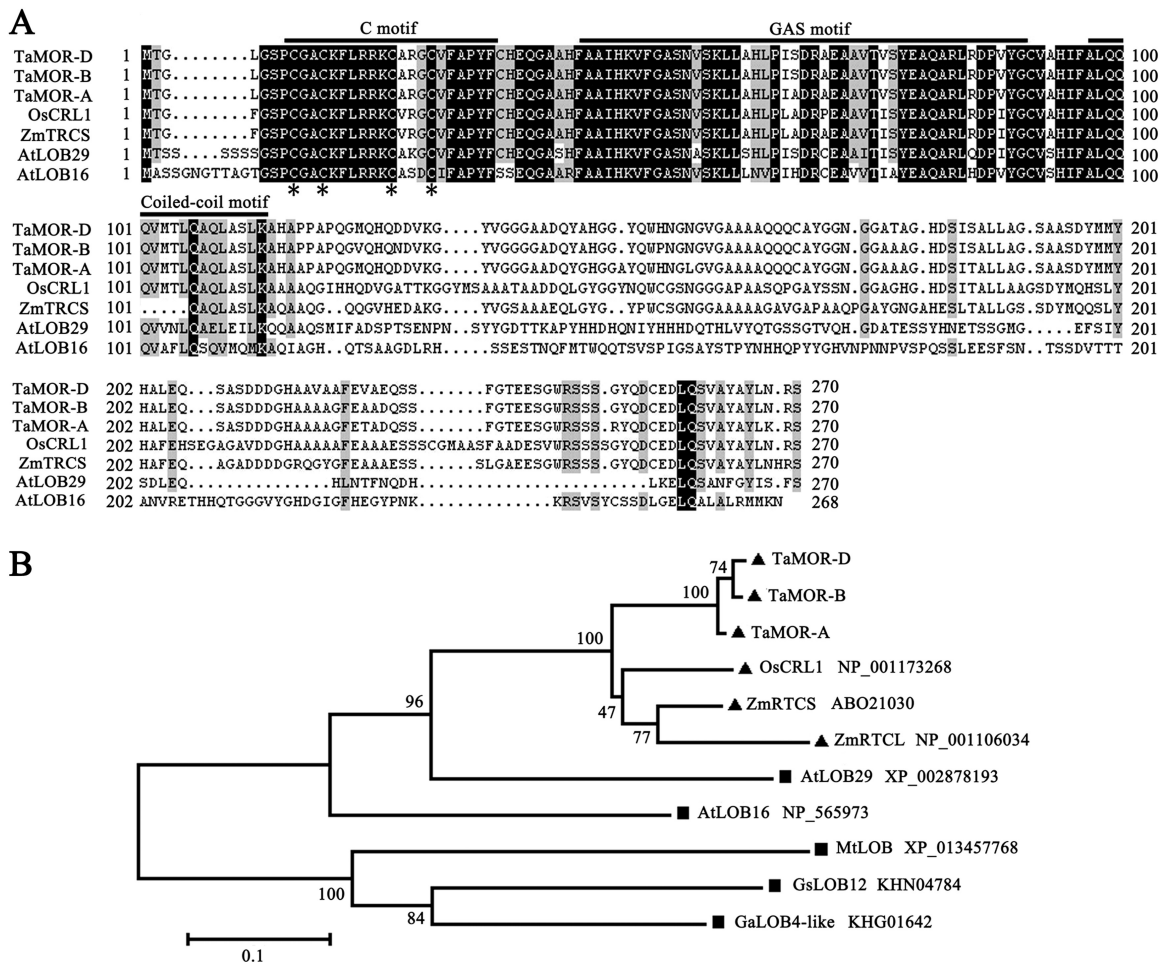 A
C motif GAS motif
TaMOR-D 1 MTG........LGSPCGACKFLRRKCARGCVFAPYFCHEQGAAHFAAIHKVFGASNVSKLLAHLPISDRAEAAVTVSYEAQARLRDPVYGCVAHIFALQQ 100
TaMOR-B 1 MTG........LGSPCGACKFLRRKCARGCVFAPYFCHEQGAAHFAAIHKVFGASNVSKLLAHLPISDRAEAAVTVSYEAQARLRDPVYGCVAHIFALQQ 100
TaMOR-A 1 MTG........LGSPCGACKFLRRKCARGCVFAPYFCHEQGAAHFAAIHKVFGASNVSKLLAHLPIADRAEAAVTVSYEAQARLRDPVYGCVAHIFALQQ 100
OsCRL1 1 MTG........FGSPCGACKFLRRKCVRGCVFAPYFCHEQGAAHFAAIHKVFGASNVSKLLAHLPLADRPEAAVTISYEAQARLRDPIYGCVAHIFALQQ 100
ZmTRCS 1 MTG........FGSPCGACKFLRRKCVRGCVFAPYFCHEQGAAHFAAIHKVFGASNVSKLLAHLPLADRAEAAVTISYEAQARLRDPIYGCVSHIFALQQ 100
AtLOB29 1 MTSS....SSSSGSPCGACKFLRRKCAKGCVFAPYFCHEQGASHFAAIHKVFGASNASKLLSHLPISDRCEAAITISYEAQARLQDPIYGCVSHIFALQQ 100
AtLOB16 1 MASSGNGTTAGTGSPCGACKFLRRKCASDCIFAPYFSSEQGAARFAAIHKVFGASNVSKLLLNVPIHDRCEAVVTIAYEAQARLHDPVYGCVSHIFALQQ 100
* * * *
Coiled-coil motif
TaMOR-D 101 QVMTLQAQLASLKAHAPPAPQGMQHQDDVKG....YVGGGAADQYAHGG.YQWHNGNGVGAAAAQQQCAYGGN.GGATAG.HDSISALLAG.SAASDYMMY 201
TaMOR-B 101 QVMTLQAQLASLKAHAAPAPQGVQHQNDVKG....YVGGGAADQYAHGG.YQWHNGNGVGAAAAQQQCAYGGN.GGAAAG.HDSISALLAG.SAASDYMMY 201
TaMOR-A 101 QVMTLQAQLASLKAHAAPAPQGMQHQDDVKG....YVGGGAADQYGHGGYAYQWHNGLGVGAAAAQQQCAYGGN.GGAAAG.HDSITALLAG.SAASDYMMY 201
OsCRL1 101 QVMTLQAQLASLKAAAAQGIHHQDVGATTKGGYMSAAATAADDQLGYGGYNQWCGSNGGGAPAASQPGAYSSN.GGAGHG.HDSITALLAAGSDYMQHSLY 201
ZmTRCS 101 .....QAQLASLKAQAAQG.QQGVHEDAKG....YVGSAAAEQLGYG.YPWCNGNGGAAAVGAPAAQPGAYGNGAHESLTALLG.SDYMQQSLY 201
AtLOB29 101 QVVNLQAELEILKQQAAQSMIFADSPTSENPN.SYYGDTTKAPYHHDHQNIYHHHDQTHLVYQTGSSGTVQH.GDATESSYHNETSSGMG....EFSIY 201
AtLOB16 101 QVAFLQSQVMQMKAQIAGH..QTSAAGDLRH....SSESTNQFMTWQQTSVSPIGSAYSTPYNHHQPYYGHVNPNNPVSPQSSLEESFSN..TSSDVTTT 201
TaMOR-D 202 HALEQ...SASDDDGHAAVAAFEVAEQSS......FGTEESGWRSSS.GYQDCEDLQSVAYAYLN.RS 270
TaMOR-B 202 HALEQ...SASDDDGHAAAAGFEAADQSS......FGTEESGWRSSS.GYQDCEDLQSVAYAYLN.RS 270
TaMOR-A 202 HALEQ...SASDDDGHAAAAGFETADQSS......FGTEESGWRSSS.RYQDCEDLQSVAYAYLK.RS 270
OsCRL1 202 HAFEHSEGAGAVDDGHAAAAAFEAAAESSSCGMAASFAADESVWRSSSSGYQDCEDLQSVAYAYLN.RS 270
ZmTRCS 202 HAFEQ...AGADDDDGRQGYGFEAAAESS......SLGAEESGWRSSS.GYQDCEDLQSVAYAYLNHRS 270
AtLOB29 202 SDLEQ..............HLNTFNQDH.......................LKELQSANFGYIS.FS 270
AtLOB16 202 ANVRETHHQTGGGVYGHDGIGFHEGYPNK.............KRSVSYCSSDLGELQALALRMMKN 268
B
TaMOR-D
74
TaMOR-B
100
TaMOR-A
100
OsCRL1 NP_001173268
47
ZmRTCS ABO21030
77
ZmRTCL NP_001106034
96
AtLOB29 XP_002878193
AtLOB16 NP_565973
MtLOB XP_013457768
100
GsLOB12 KHN04784
84
GaLOB4-like KHG01642
0.1